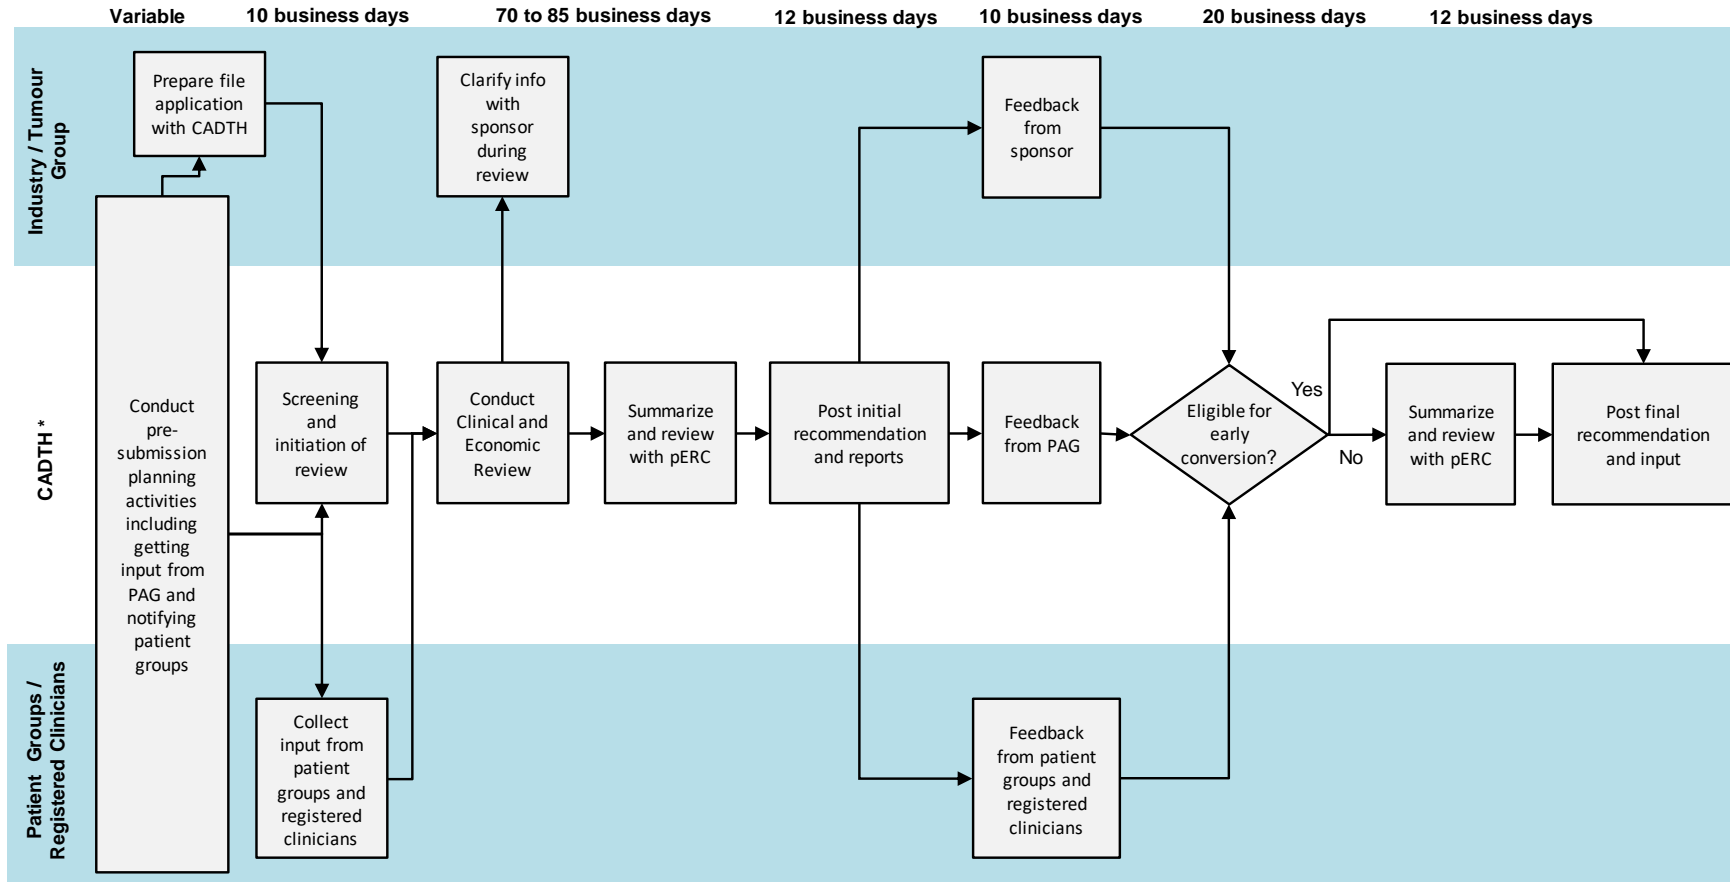 Variable
10 business days
70 to 85 business days
12 business days
10 business days
20 business days
12 business days
Industry / Tumour
Group
Prepare file
application
with CADTH
Clarify info
with
sponsor
during
review
Feedback
from
sponsor
CADTH *
Conduct
pre-
submission
planning
activities
including
getting
input from
PAG and
notifying
patient
groups
Screening
and
initiation of
review
Conduct
Clinical and
Economic
Review
Summarize
and review
with pERC
Post initial
recommendation
and reports
Feedback
from PAG
Eligible for
early
conversion?
Yes
No
Summarize
and review
with pERC
Post final
recommendation
and input
Patient Groups /
Registered Clinicians
Collect
input from
patient
groups and
registered
clinicians
Feedback
from patient
groups and
registered
clinicians